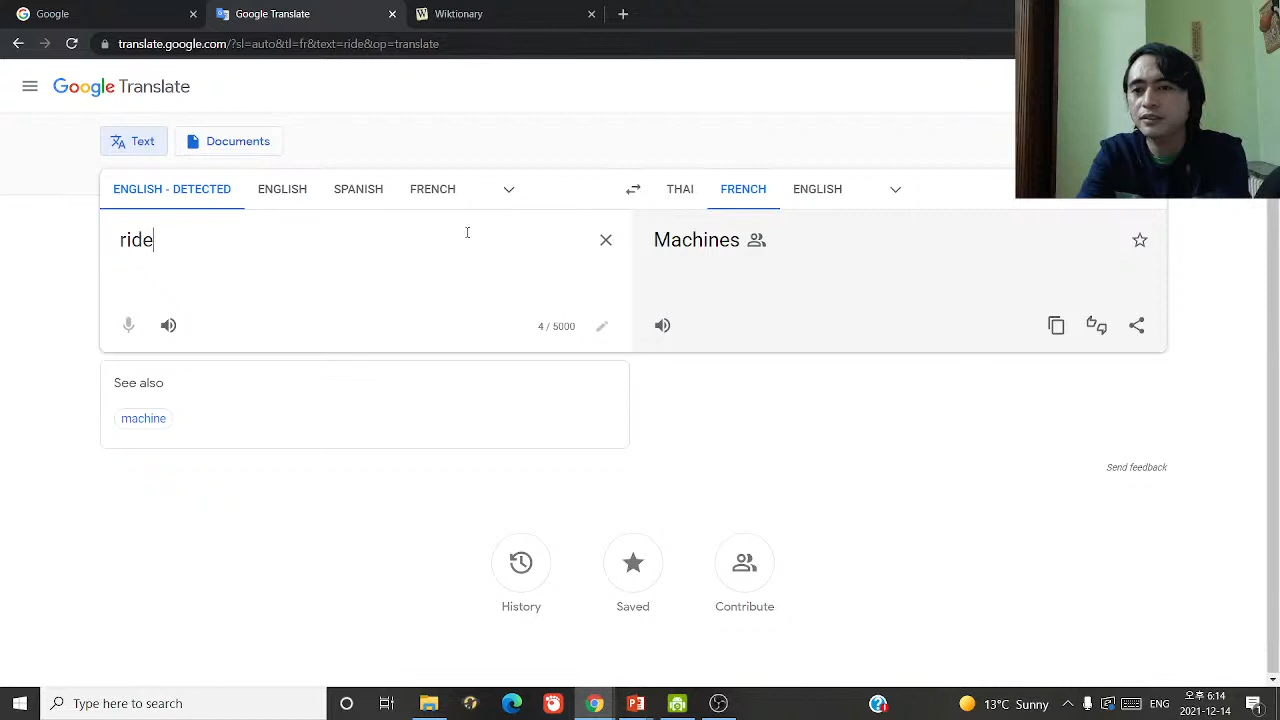 Google
Google Translate
Wiktionary
translate.google.com/?sl=auto&tl=fr&text=ride&op=translate
Google Translate
Text
Documents
ENGLISH - DETECTED
ENGLISH
SPANISH
FRENCH
THAI
FRENCH
ENGLISH
ride
Machines
4 / 5000
See also
machine
Send feedback
History
Saved
Contribute
Type here to search
13°C Sunny
ENG
오후 6:14
2021-12-14